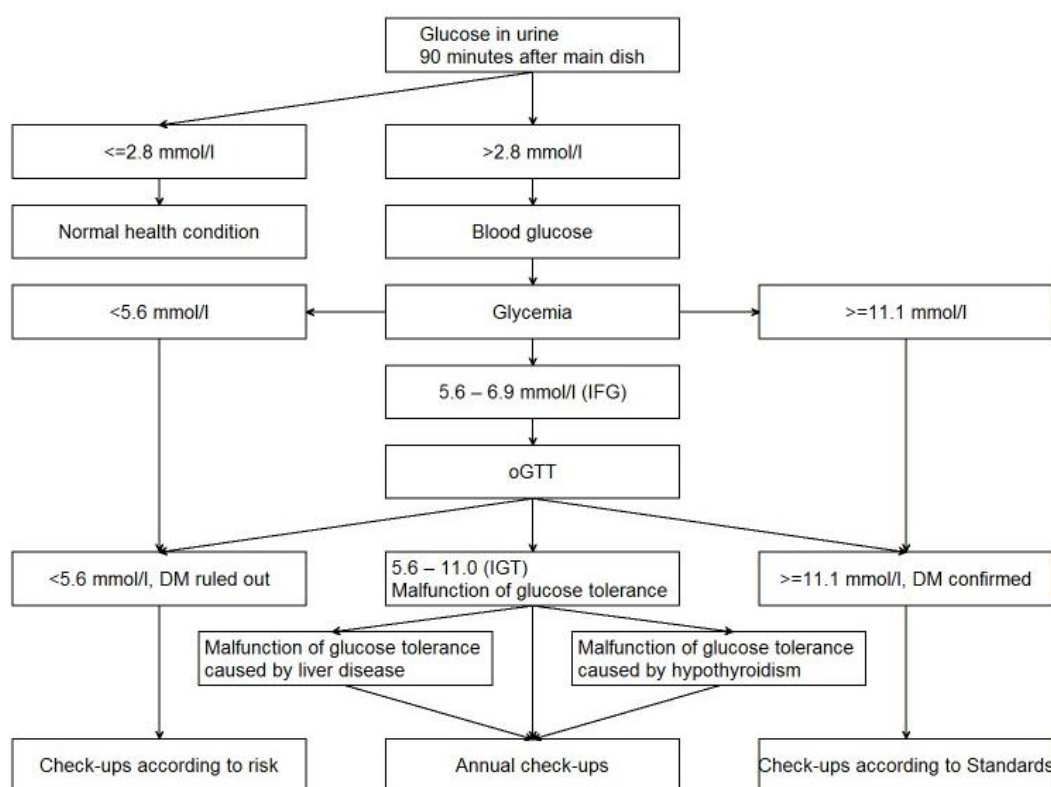 Glucose in urine
90 minutes after main dish
<=2.8 mmol/l
>2.8 mmol/l
Normal health condition
Blood glucose
<5.6 mmol/l
Glycemia
>=11.1 mmol/l
5.6 – 6.9 mmol/l (IFG)
oGTT
<5.6 mmol/l, DM ruled out
5.6 – 11.0 (IGT)
Malfunction of glucose tolerance
>=11.1 mmol/l, DM confirmed
Malfunction of glucose tolerance
caused by liver disease
Malfunction of glucose tolerance
caused by hypothyroidism
Check-ups according to risk
Annual check-ups
Check-ups according to Standards